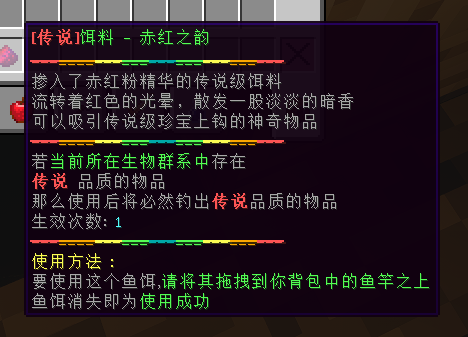 [传说]饵料 - 赤红之韵
掺入了赤红粉精华的传说级饵料
流转着红色的光晕，散发一股淡淡的暗香
可以吸引传说级珍宝上钩的神奇物品
若当前所在生物群系中存在
传说 品质的物品
那么使用后将必然钓出传说品质的物品
生效次数: 1
使用方法：
要使用这个鱼饵,请将其拖拽到你背包中的鱼竿之上
鱼饵消失即为使用成功